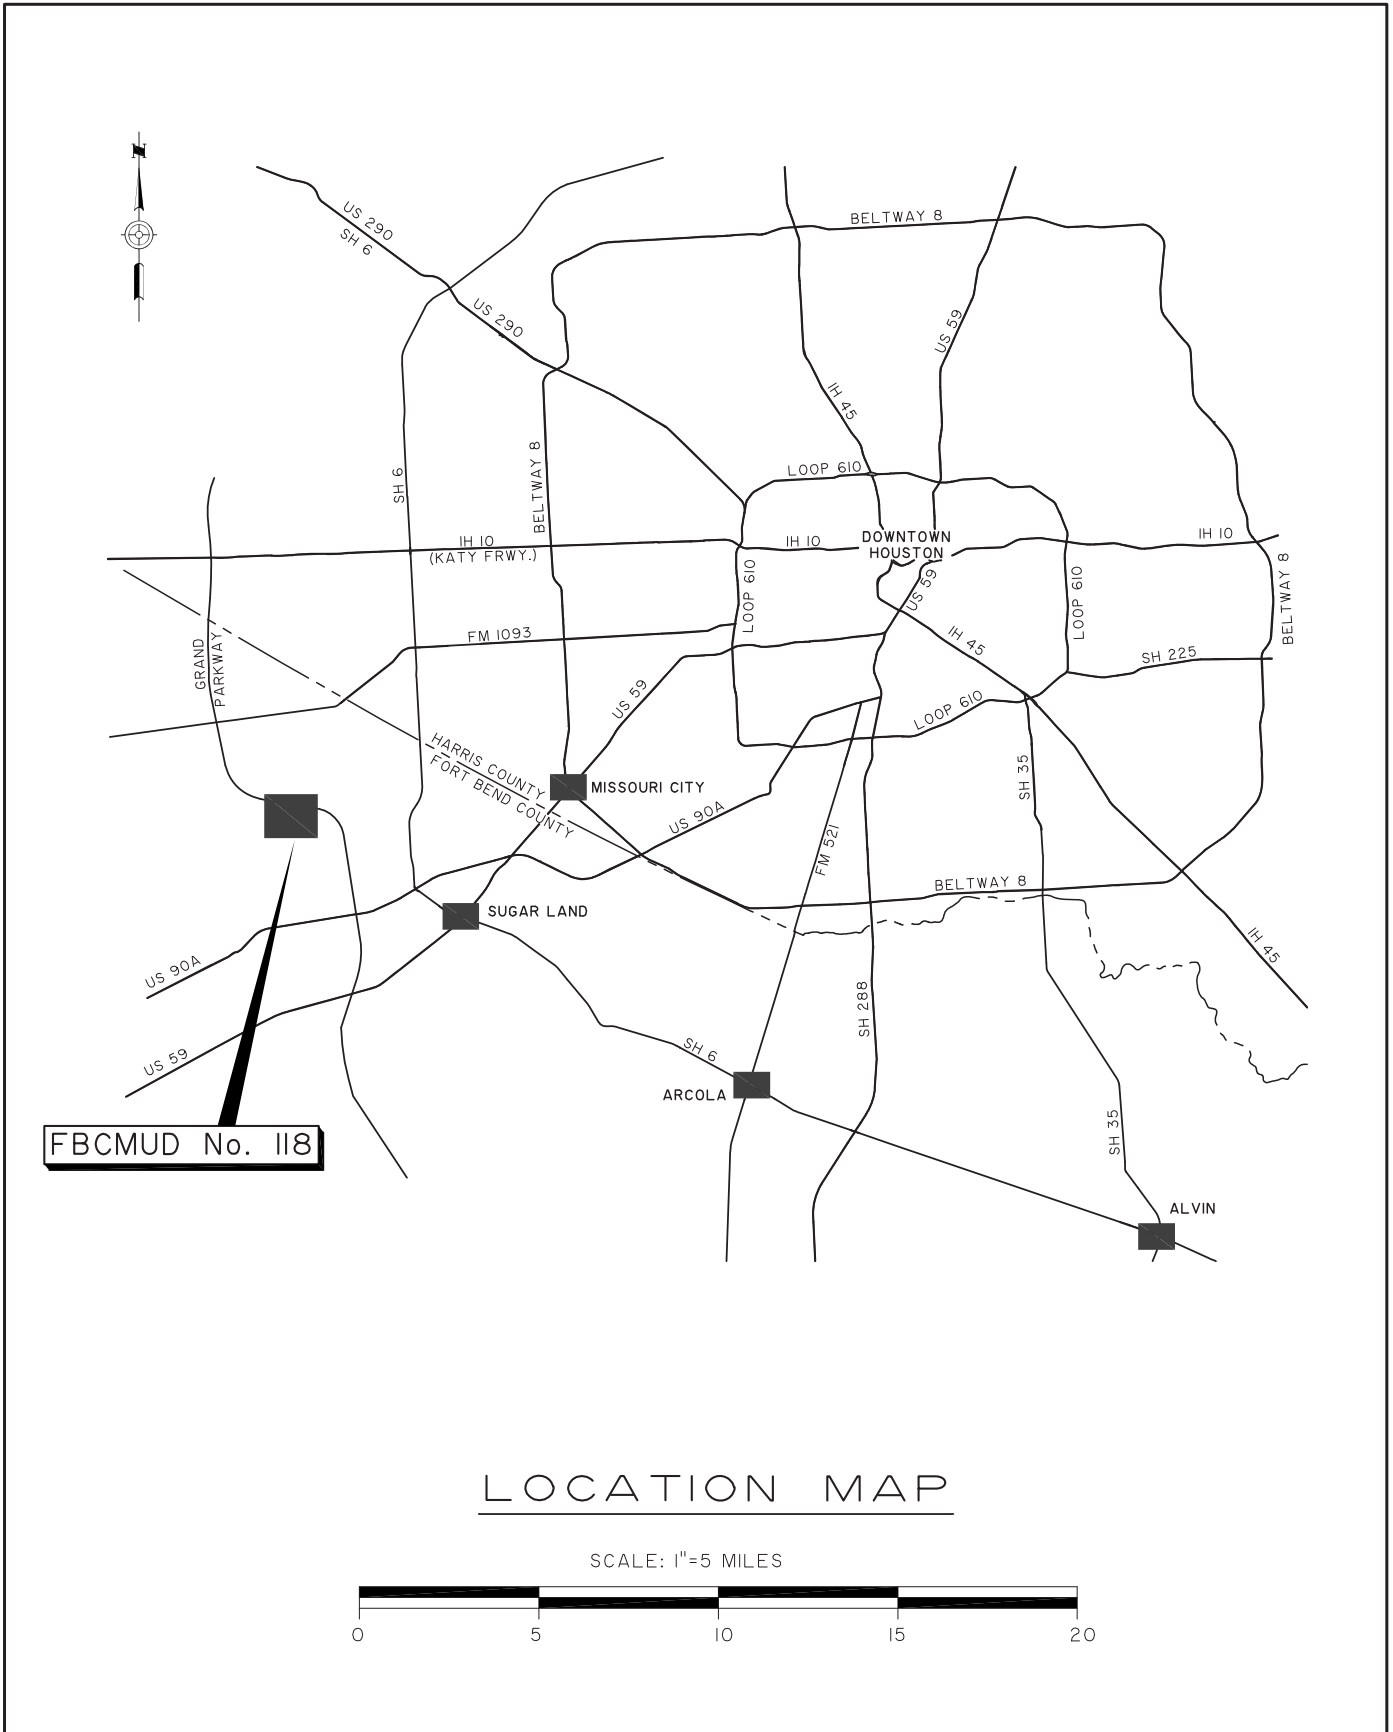 N
US 290
SH 6
BELTWAY 8
US 290
US 59
IH 45
SH 6
BELTWAY 8
LOOP 610
IH 10
(KATY FRWY.)
IH 10
DOWNTOWN
HOUSTON
IH 10
LOOP 610
US 59
LOOP 610
BELTWAY 8
GRAND
PARKWAY
FM 1093
IH 45
SH 225
US 59
LOOP 610
HARRIS COUNTY
FORT BEND COUNTY
MISSOURI CITY
SH 35
US 90A
FM 521
BELTWAY 8
SUGAR LAND
US 90A
IH 45
SH 288
US 59
SH 6
ARCOLA
FBCMUD No. 118
SH 35
ALVIN
LOCATION MAP
SCALE: 1"=5 MILES
0 5 10 15 20